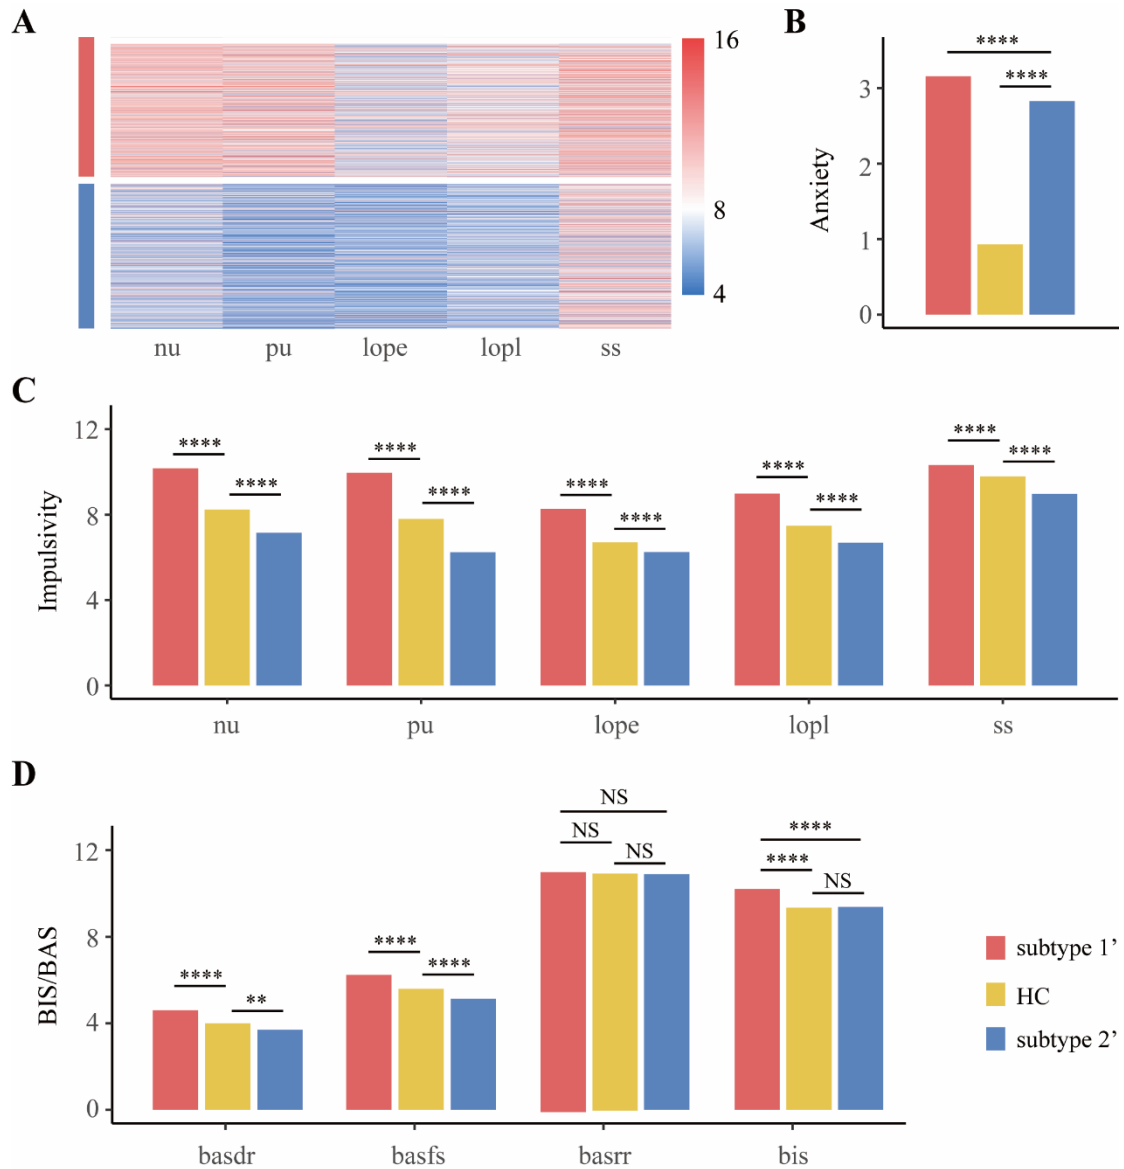 A
16
8
4
nu pu lope lopl ss
B
Anxiety
3
2
1
0
****
****
C
Impulsivity
12
8
4
0
**** **** **** **** ****
**** **** **** **** ****
nu pu lope lopl ss
D
BIS/BAS
12
8
4
0
**** **
**** ****
NS
NS
NS
****
****
NS
basdr basfs basrr bis
subtype 1’
HC
subtype 2’